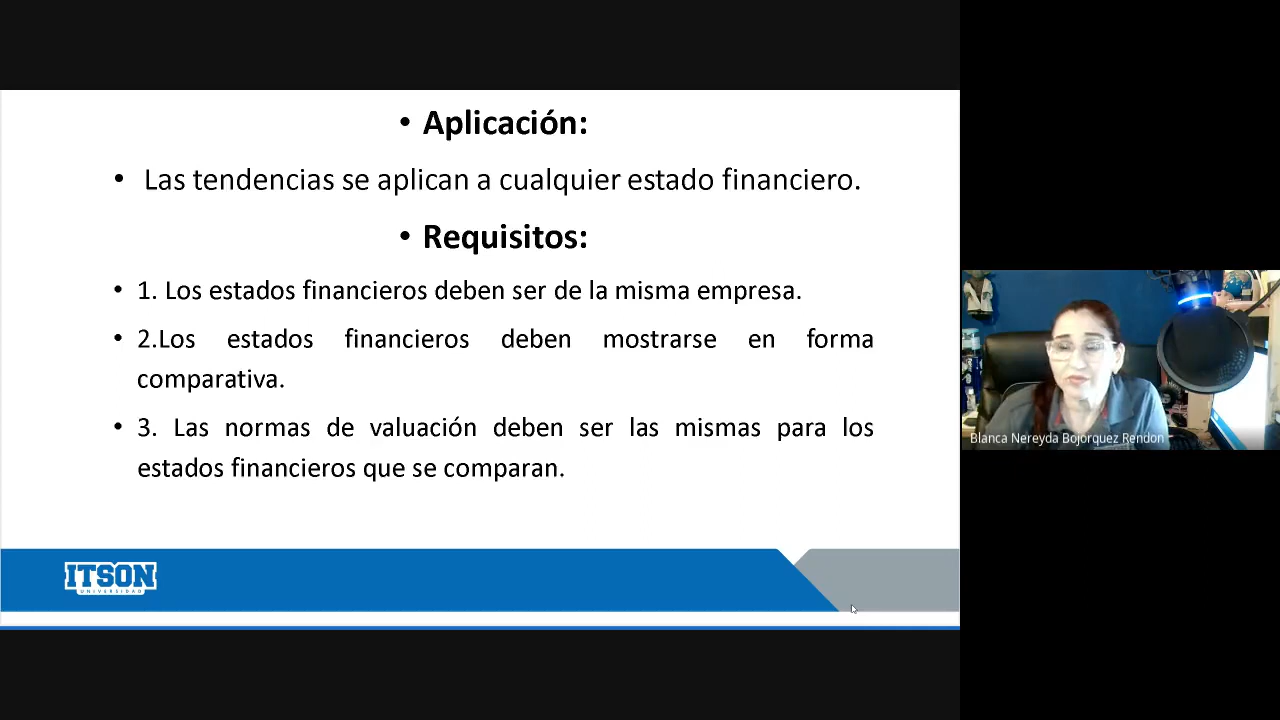 • Aplicación:
• Las tendencias se aplican a cualquier estado financiero.
• Requisitos:
• 1. Los estados financieros deben ser de la misma empresa.
• 2.Los estados financieros deben mostrarse en forma
comparativa.
• 3. Las normas de valuación deben ser las mismas para los
estados financieros que se comparan.
ITSON
UNIVERSIDAD
Blanca Nereyda Bojorquez Rendon